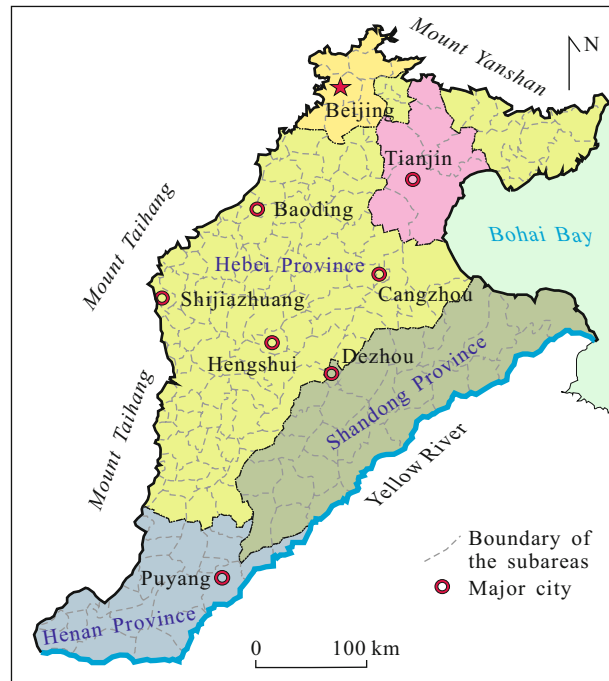 Mount Yanshan
N
Beijing
Tianjin
Mount Taihang
Baoding
Bohai Bay
Hebei Province
Cangzhou
Shijiazhuang
Hengshui
Dezhou
Shandong Province
Mount Taihang
Yellow River
Boundary of
the subareas
Major city
Puyang
Henan Province
0 100 km